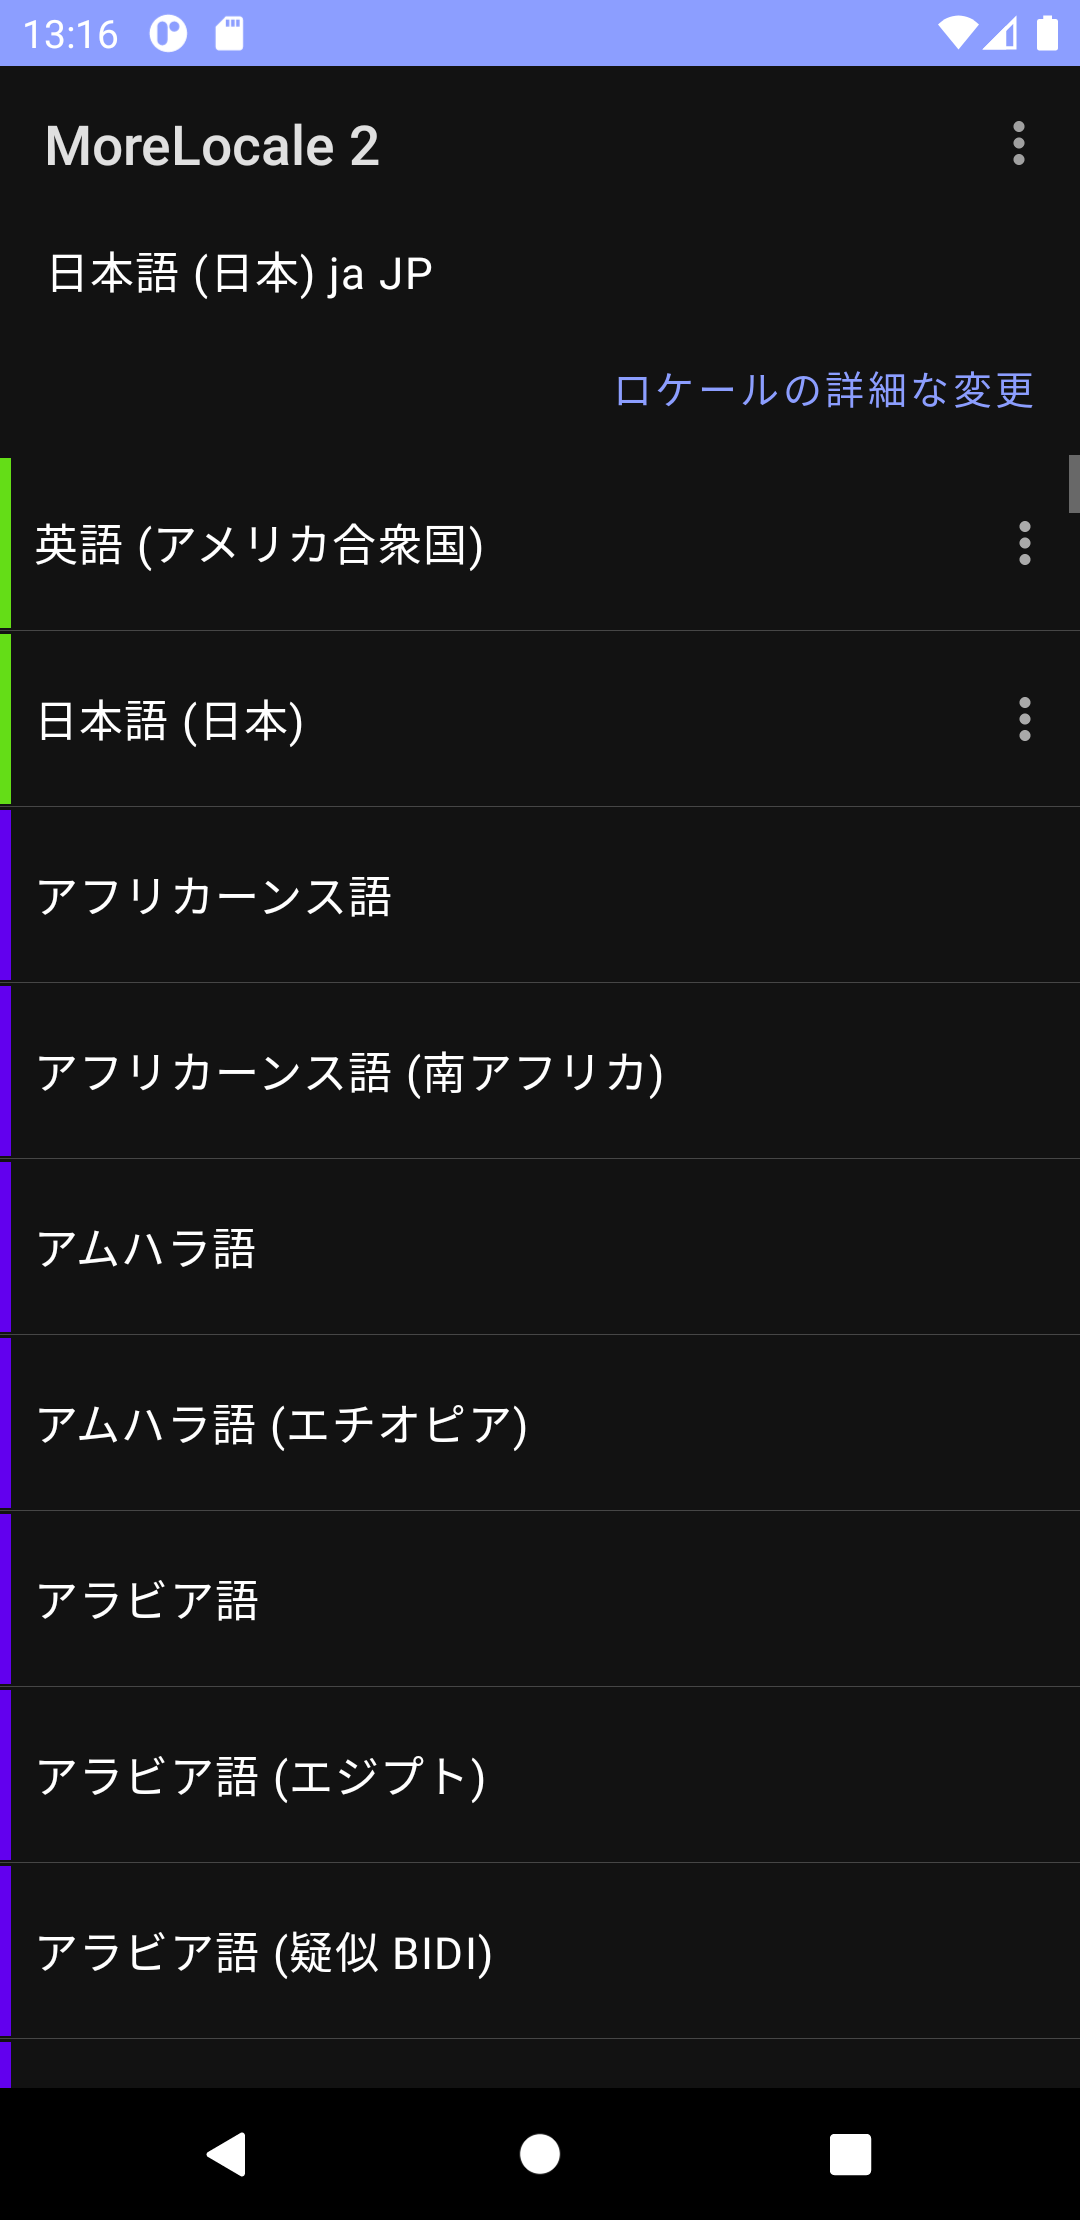 13:16
MoreLocale 2
日本語 (日本) ja JP
ロケールの詳細な変更
英語 (アメリカ合衆国)
日本語 (日本)
アフリカーンス語
アフリカーンス語 (南アフリカ)
アムハラ語
アムハラ語 (エチオピア)
アラビア語
アラビア語 (エジプト)
アラビア語 (疑似 BIDI)